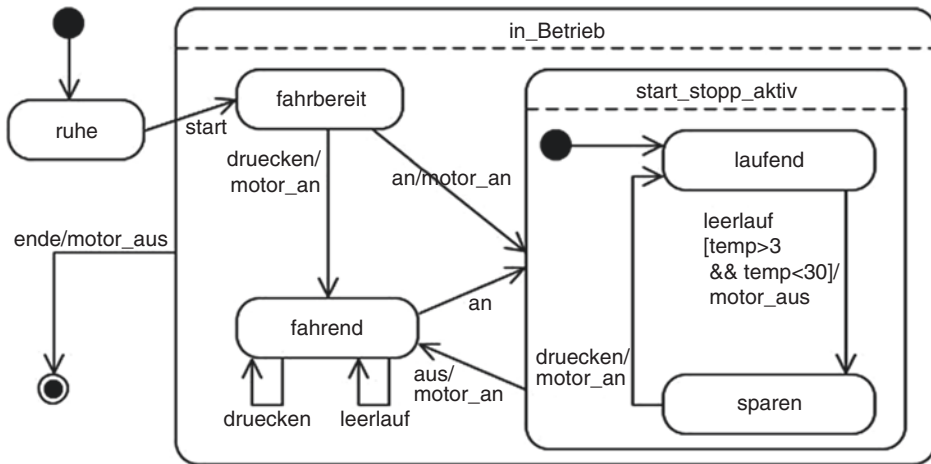 in_Betrieb
ruhe
start
fahrbereit
start_stopp_aktiv
laufend
druecken/
motor_an
an/motor_an
leerlauf
[temp>3
&& temp<30]/
motor_aus
ende/motor_aus
fahrend
an
druecken
leerlauf
aus/
motor_an
druecken/
motor_an
sparen